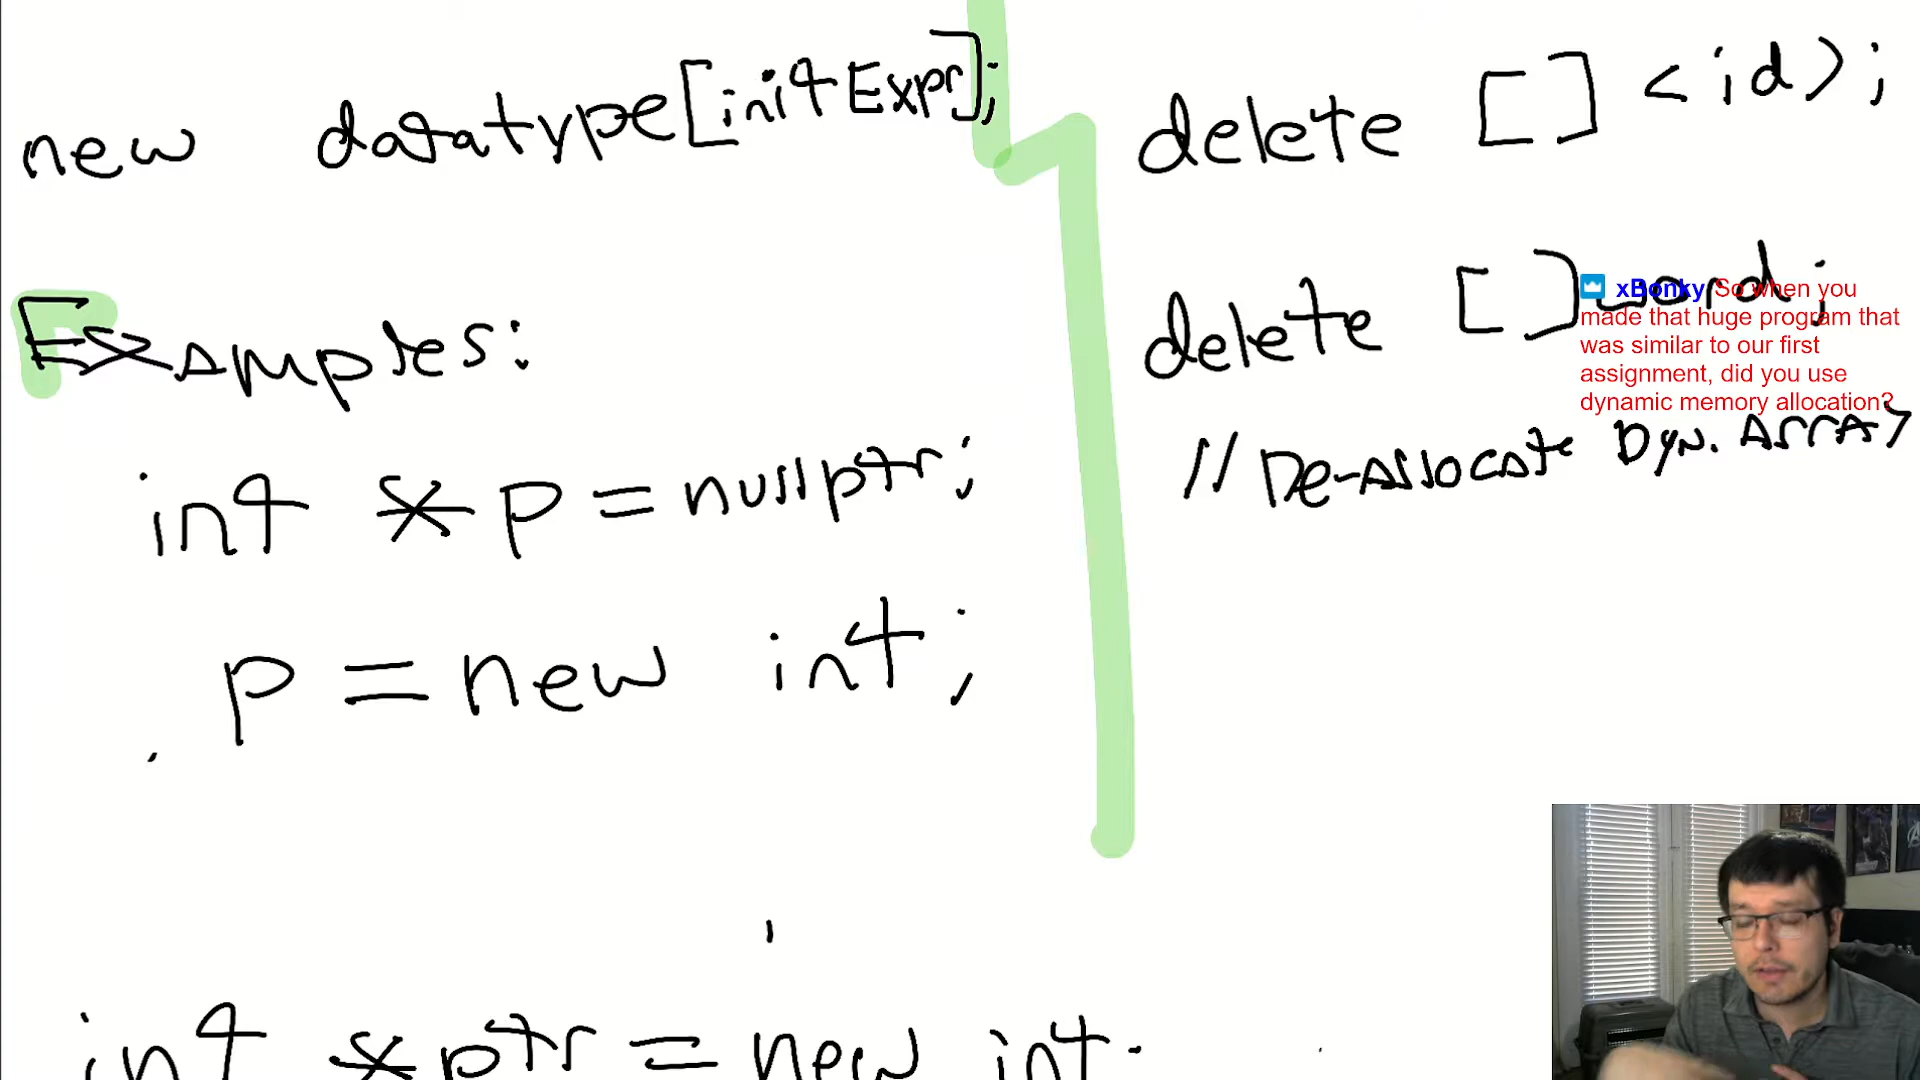 new datatype[initExpr];
Examples:
int *p = nullptr;
p = new int;
int *ptr = new int;
delete [] <id>;
delete [] word;
// De-Allocate Dyn. Array
xBonky So when you
made that huge program that
was similar to our first
assignment, did you use
dynamic memory allocation?